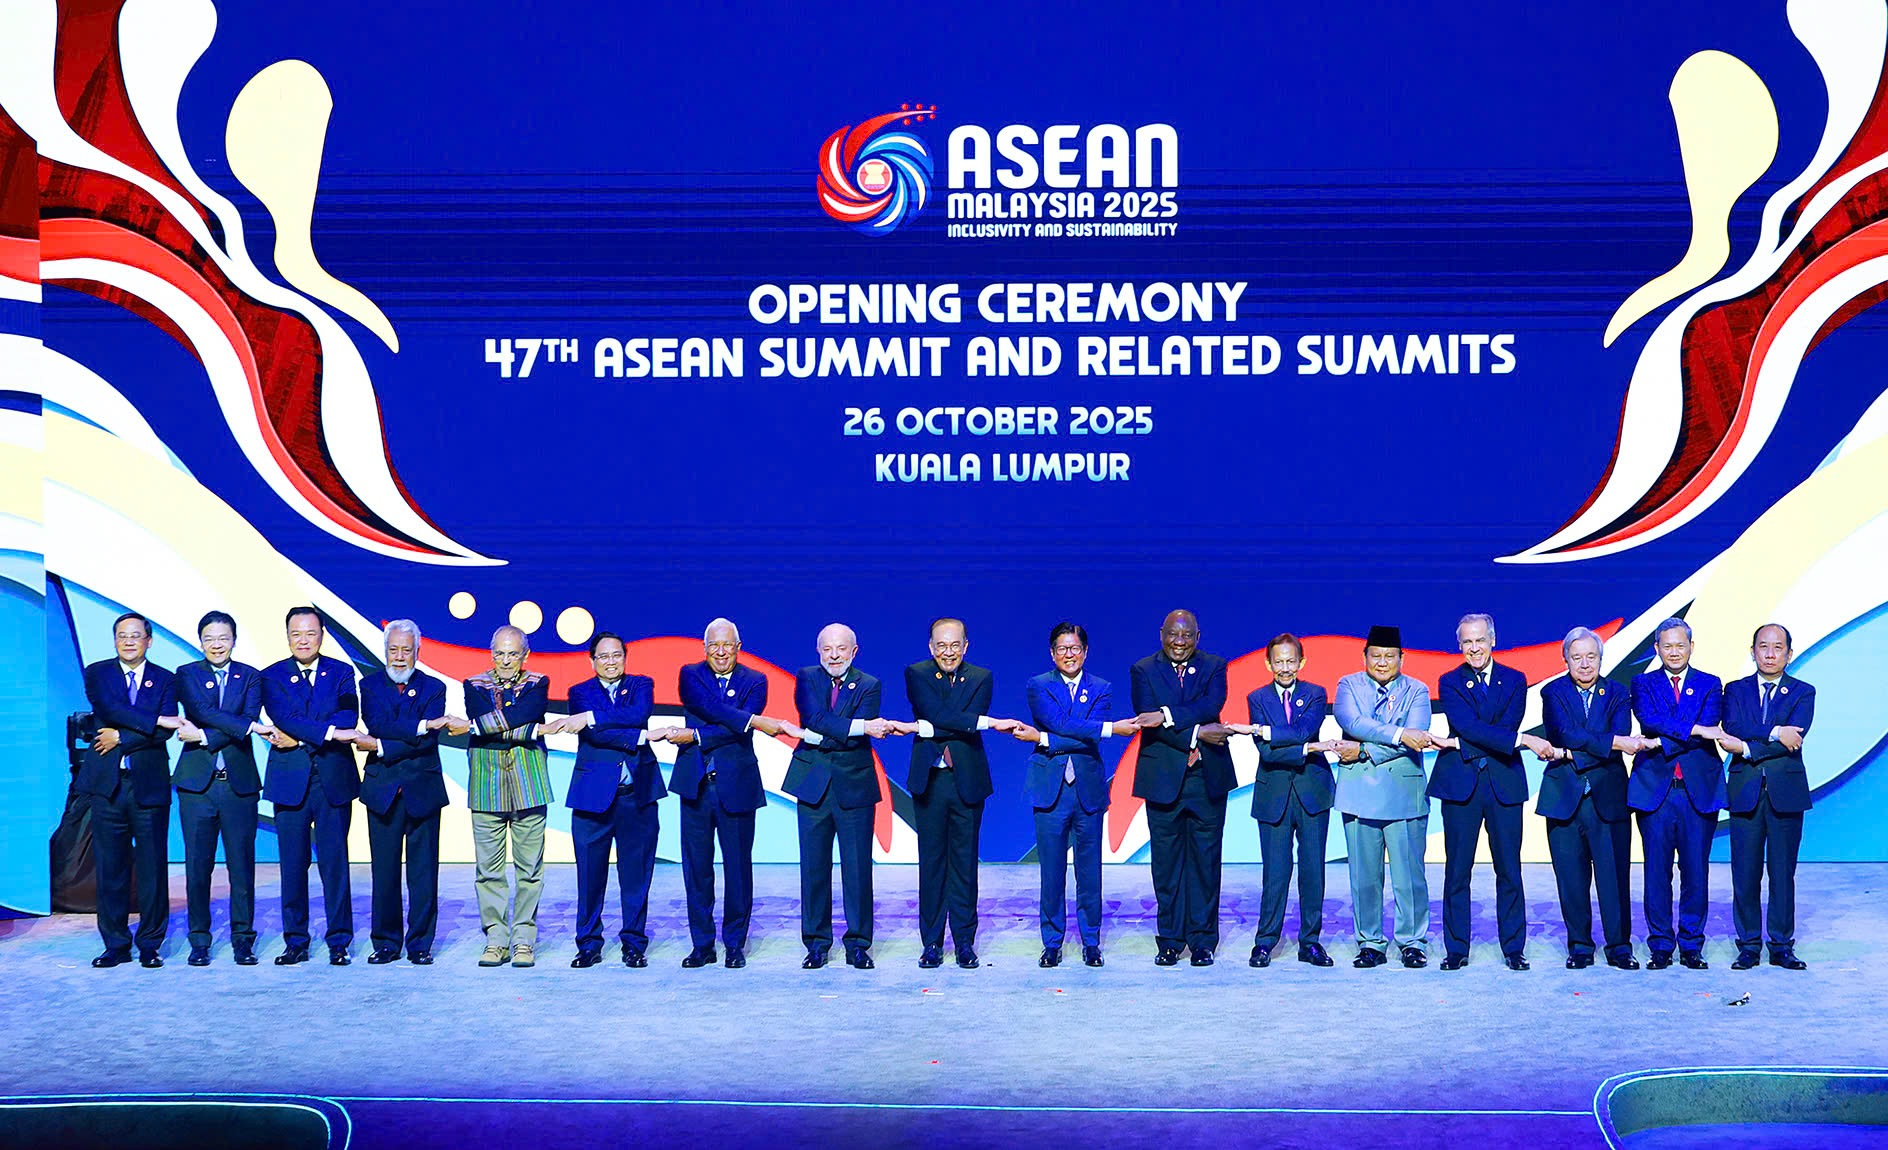 ASEAN
MALAYSIA 2025
INCLUSIVITY AND SUSTAINABILITY
OPENING CEREMONY
47TH ASEAN SUMMIT AND RELATED SUMMITS
26 OCTOBER 2025
KUALA LUMPUR